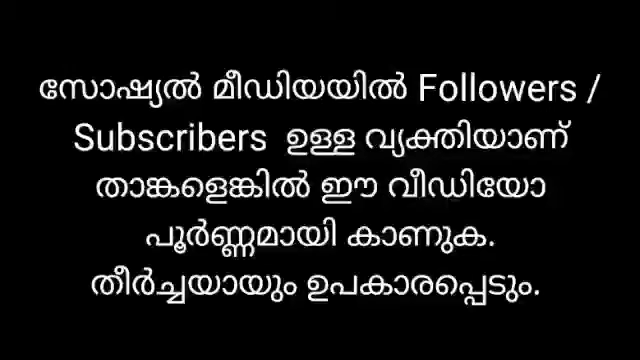 സോഷ്യൽ മീഡിയയിൽ Followers /
Subscribers ഉള്ള വ്യക്തിയാണ്
താങ്കളെങ്കിൽ ഈ വീഡിയോ
പൂർണ്ണമായി കാണുക.
തീർച്ചയായും ഉപകാരപ്പെടും.